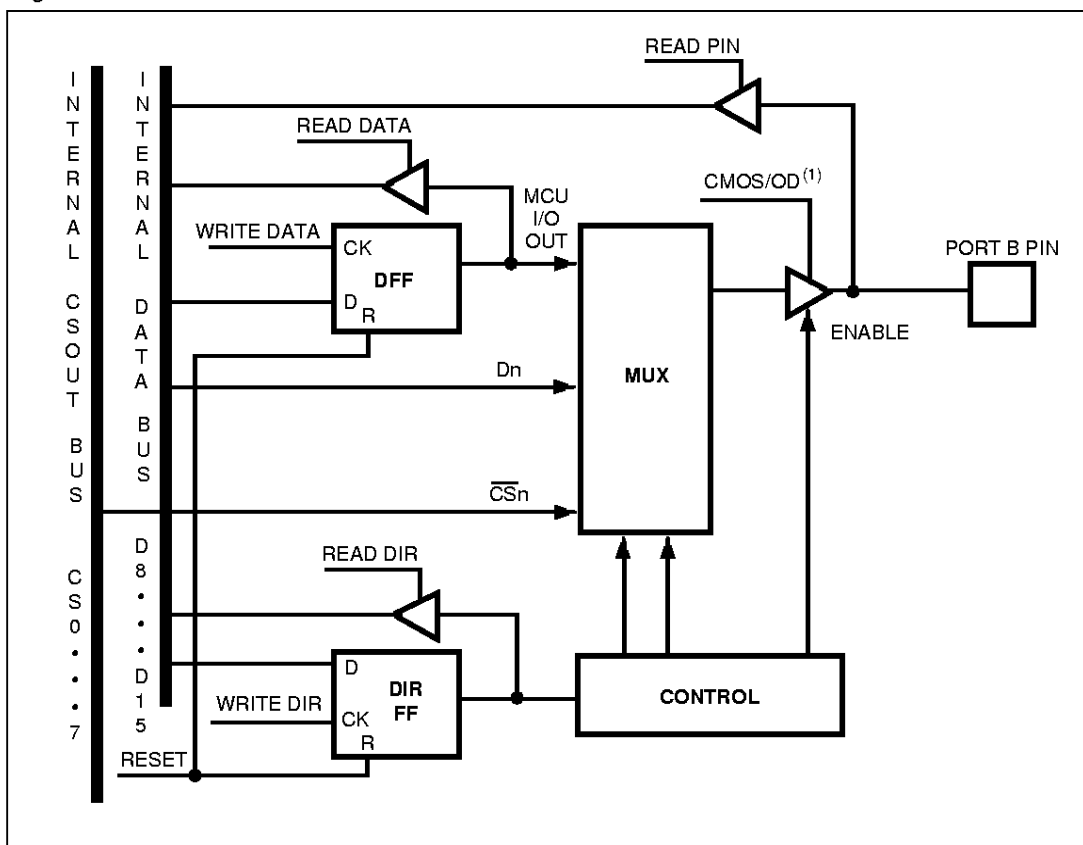 READ PIN
READ DATA
CMOS/OD(1)
MCU
I/O
OUT
WRITE DATA
CK
DFF
D
R
PORT B PIN
ENABLE
MUX
Dn
C̅S̅n
READ DIR
D
DIR
FF
CK
R
WRITE DIR
CONTROL
RESET
INTERNAL CSOUT BUS CS0•••7
INTERNAL DATA BUS D8•••D15